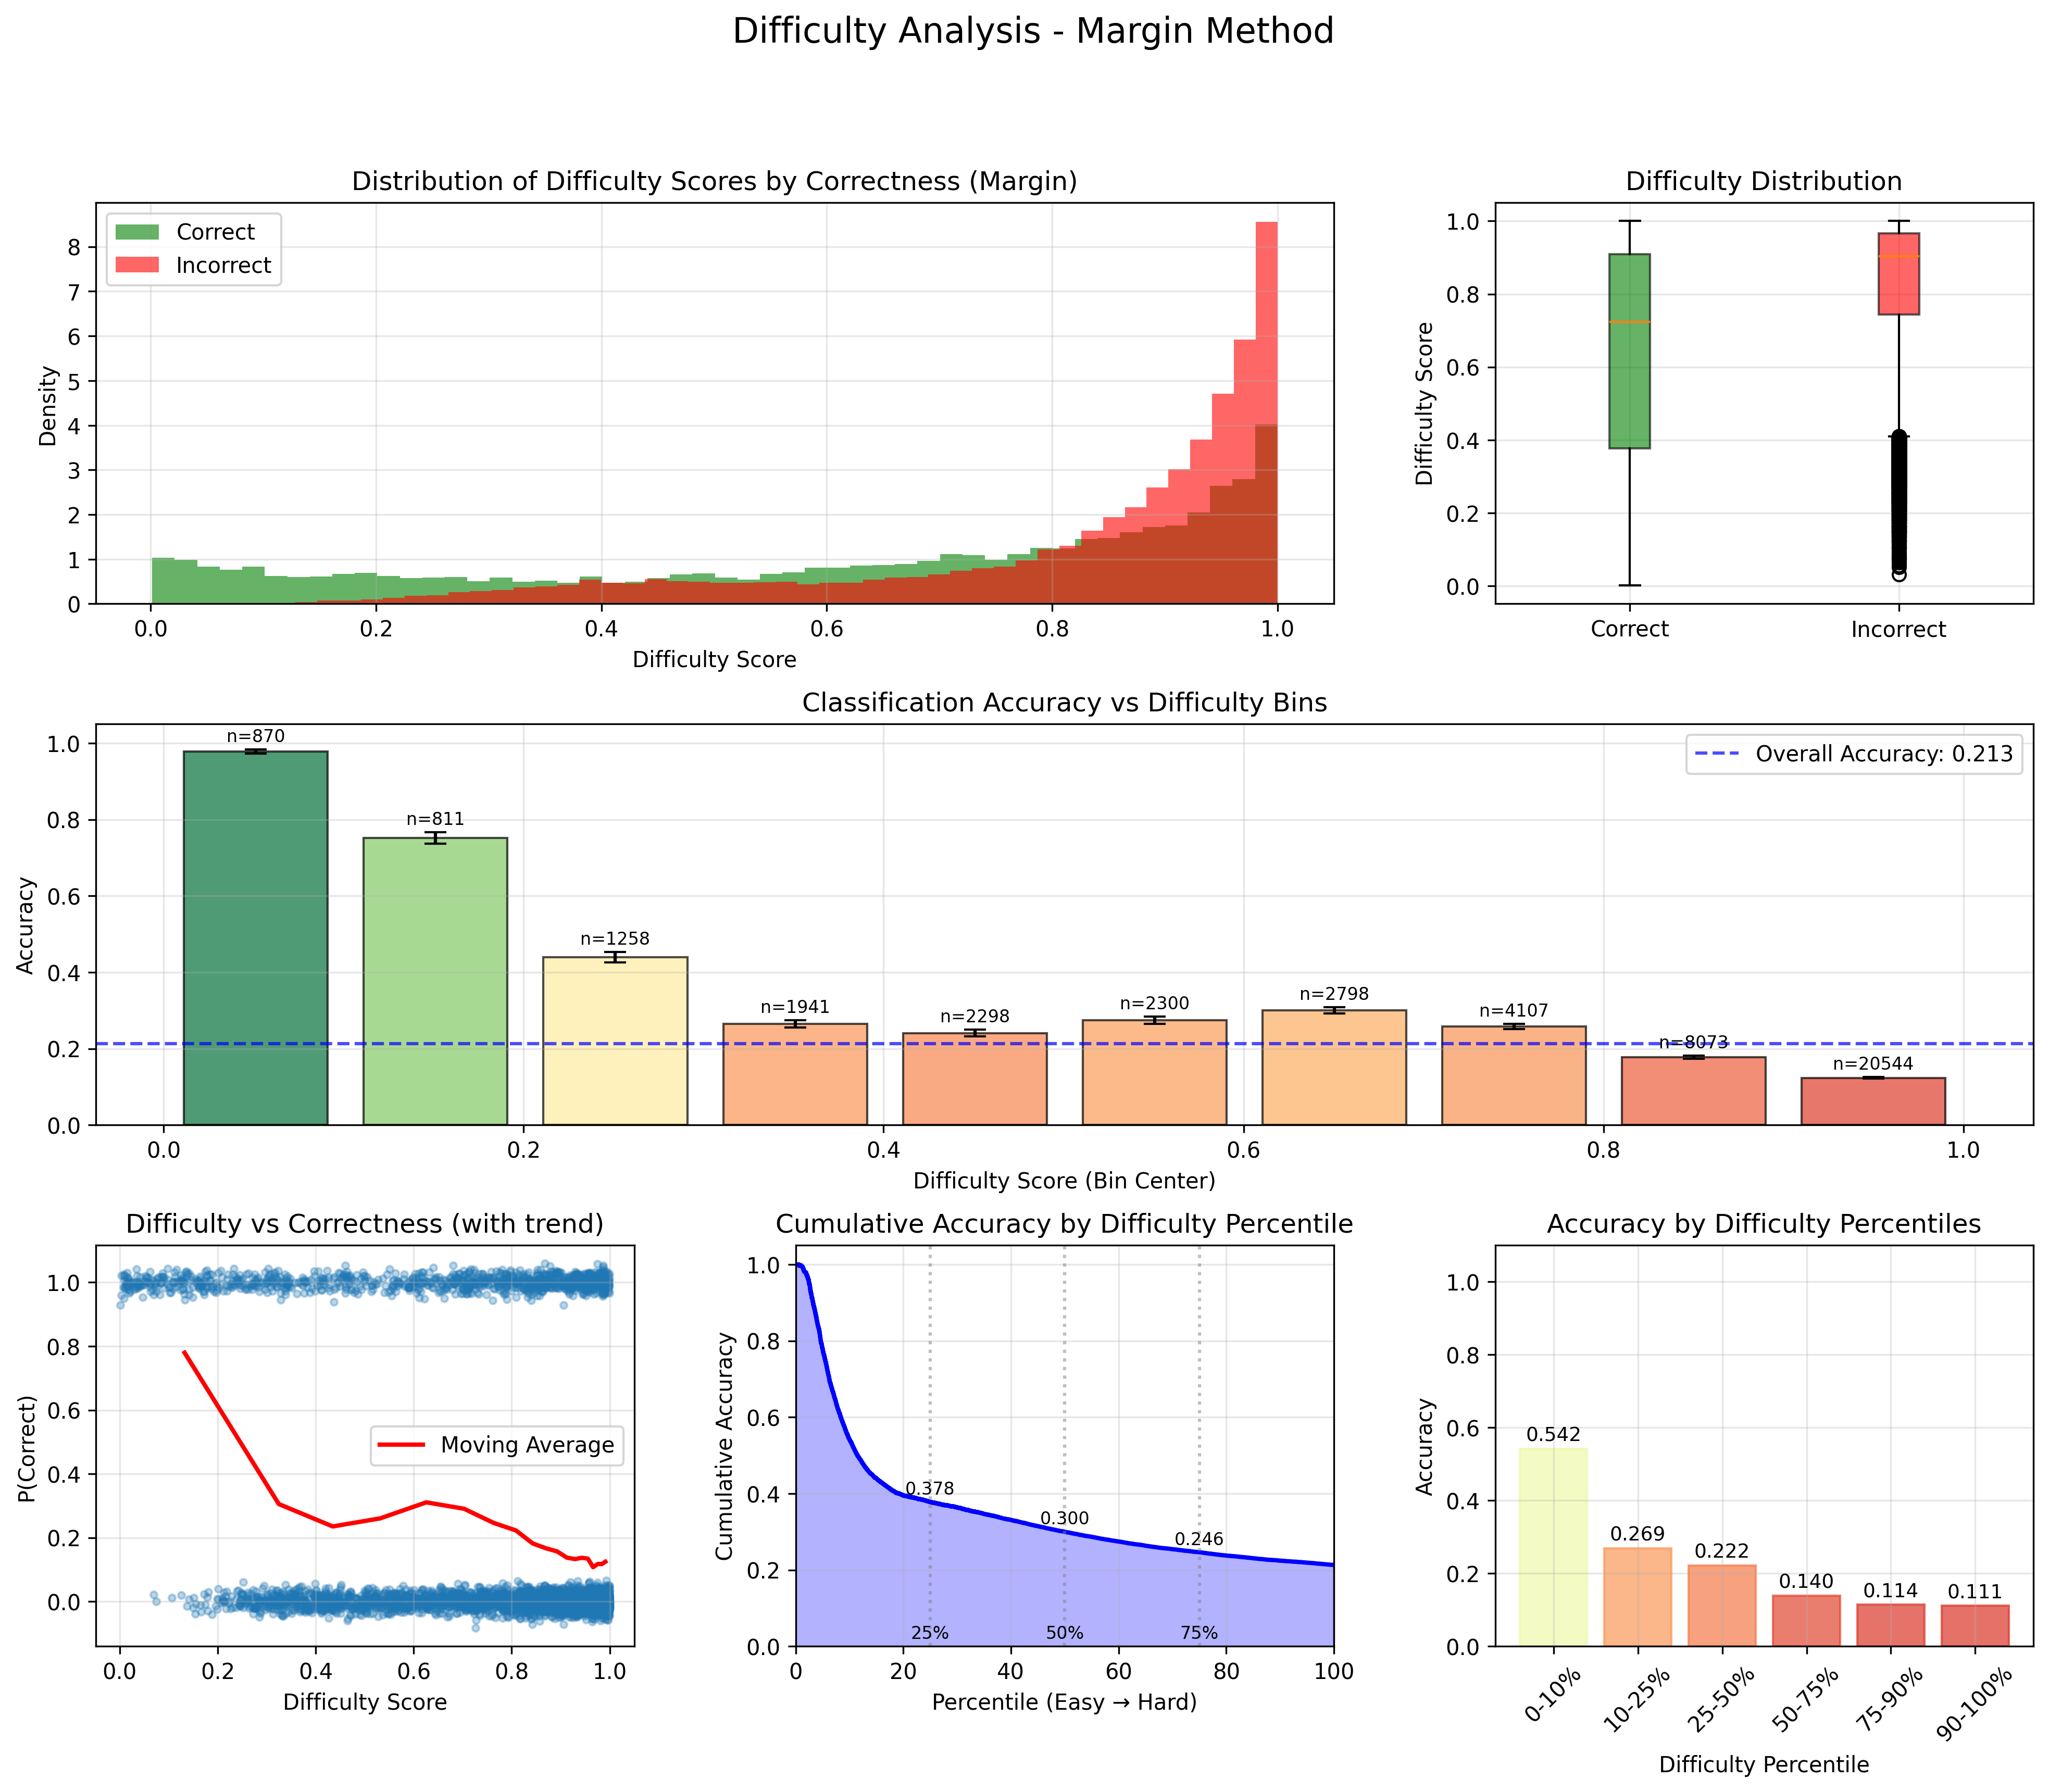 Difficulty Analysis - Margin Method
Distribution of Difficulty Scores by Correctness (Margin)
Correct
Incorrect
Density
8
7
6
5
4
3
2
1
0
0.0 0.2 0.4 0.6 0.8 1.0
Difficulty Score
Difficulty Distribution
Difficulty Score
1.0
0.8
0.6
0.4
0.2
0.0
Correct Incorrect
Classification Accuracy vs Difficulty Bins
Overall Accuracy: 0.213
Accuracy
1.0
0.8
0.6
0.4
0.2
0.0
n=870
n=811
n=1258
n=1941
n=2298
n=2300
n=2798
n=4107
n=8073
n=20544
0.0 0.2 0.4 0.6 0.8 1.0
Difficulty Score (Bin Center)
Difficulty vs Correctness (with trend)
P(Correct)
1.0
0.8
0.6
0.4
0.2
0.0
Moving Average
0.0 0.2 0.4 0.6 0.8 1.0
Difficulty Score
Cumulative Accuracy by Difficulty Percentile
Cumulative Accuracy
1.0
0.8
0.6
0.4
0.2
0.0
0.378
0.300
0.246
25% 50% 75%
0 20 40 60 80 100
Percentile (Easy → Hard)
Accuracy by Difficulty Percentiles
Accuracy
1.0
0.8
0.6
0.4
0.2
0.0
0.542
0.269
0.222
0.140
0.114
0.111
0-10% 10-25% 25-50% 50-75% 75-90% 90-100%
Difficulty Percentile